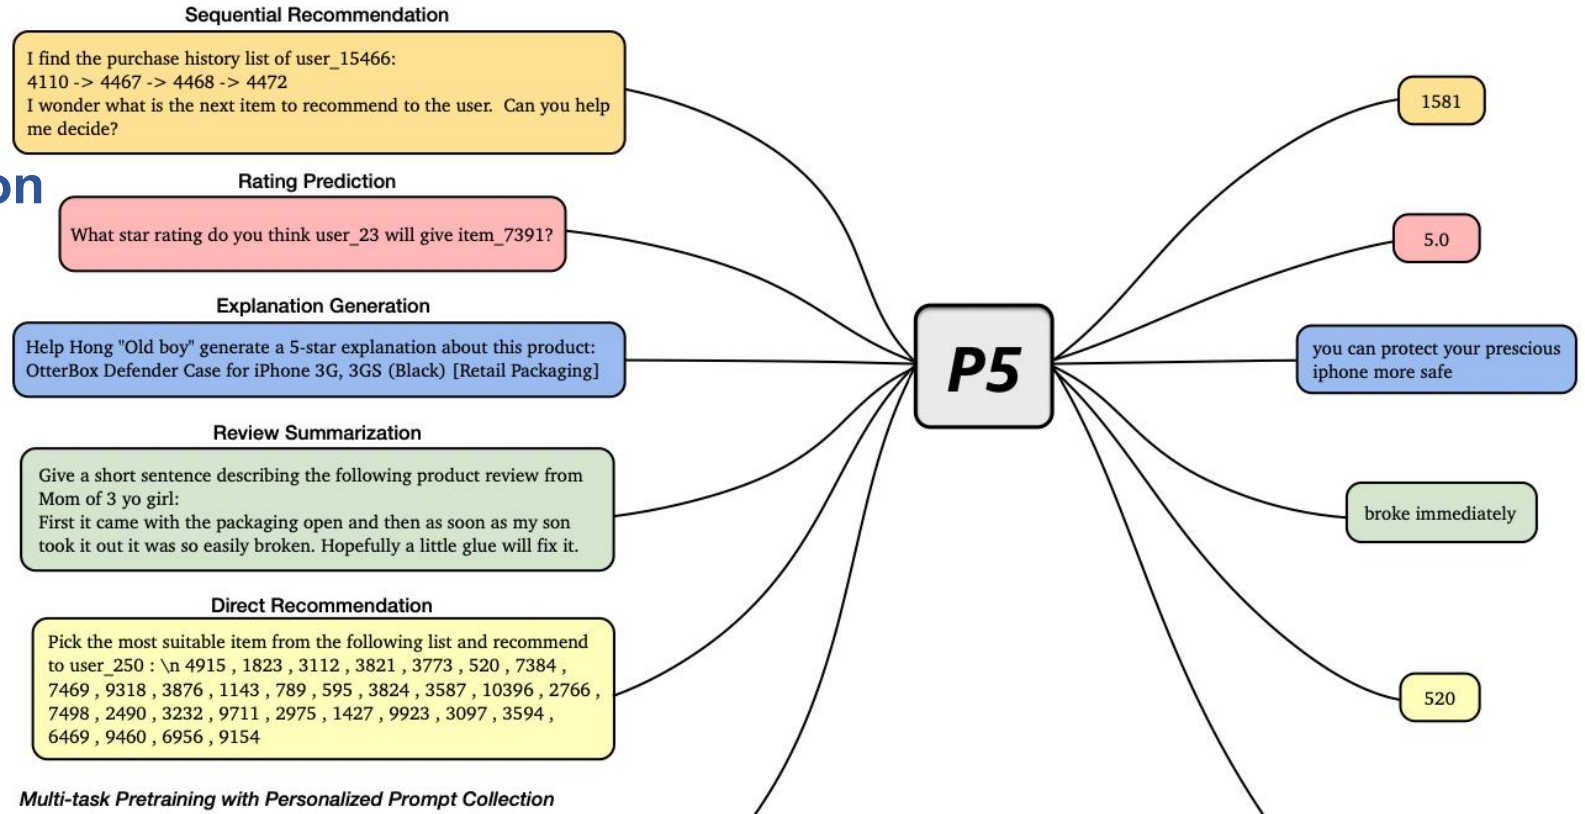 Sequential Recommendation
I find the purchase history list of user_15466:
4110 -> 4467 -> 4468 -> 4472
I wonder what is the next item to recommend to the user.  Can you help
me decide?
1581
on
Rating Prediction
What star rating do you think user_23 will give item_7391?
5.0
Explanation Generation
Help Hong "Old boy" generate a 5-star explanation about this product:
OtterBox Defender Case for iPhone 3G, 3GS (Black) [Retail Packaging]
P5
you can protect your prescious
iphone more safe
Review Summarization
Give a short sentence describing the following product review from
Mom of 3 yo girl:
First it came with the packaging open and then as soon as my son
took it out it was so easily broken. Hopefully a little glue will fix it.
broke immediately
Direct Recommendation
Pick the most suitable item from the following list and recommend
to user_250 : \n 4915 , 1823 , 3112 , 3821 , 3773 , 520 , 7384 ,
7469 , 9318 , 3876 , 1143 , 789 , 595 , 3824 , 3587 , 10396 , 2766 ,
7498 , 2490 , 3232 , 9711 , 2975 , 1427 , 9923 , 3097 , 3594 ,
6469 , 9460 , 6956 , 9154
520
Multi-task Pretraining with Personalized Prompt Collection